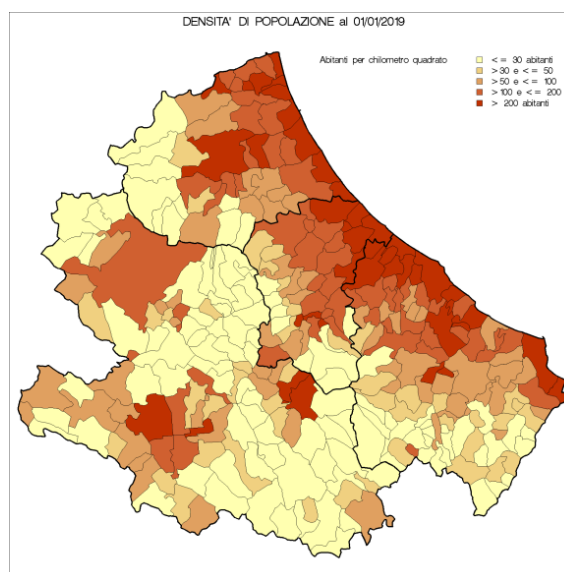 DENSITA' DI POPOLAZIONE al 01/01/2019
Abitanti per chilometro quadrato
<= 30 abitanti
>30 e <= 50
>50 e <= 100
>100 e <= 200
> 200 abitanti